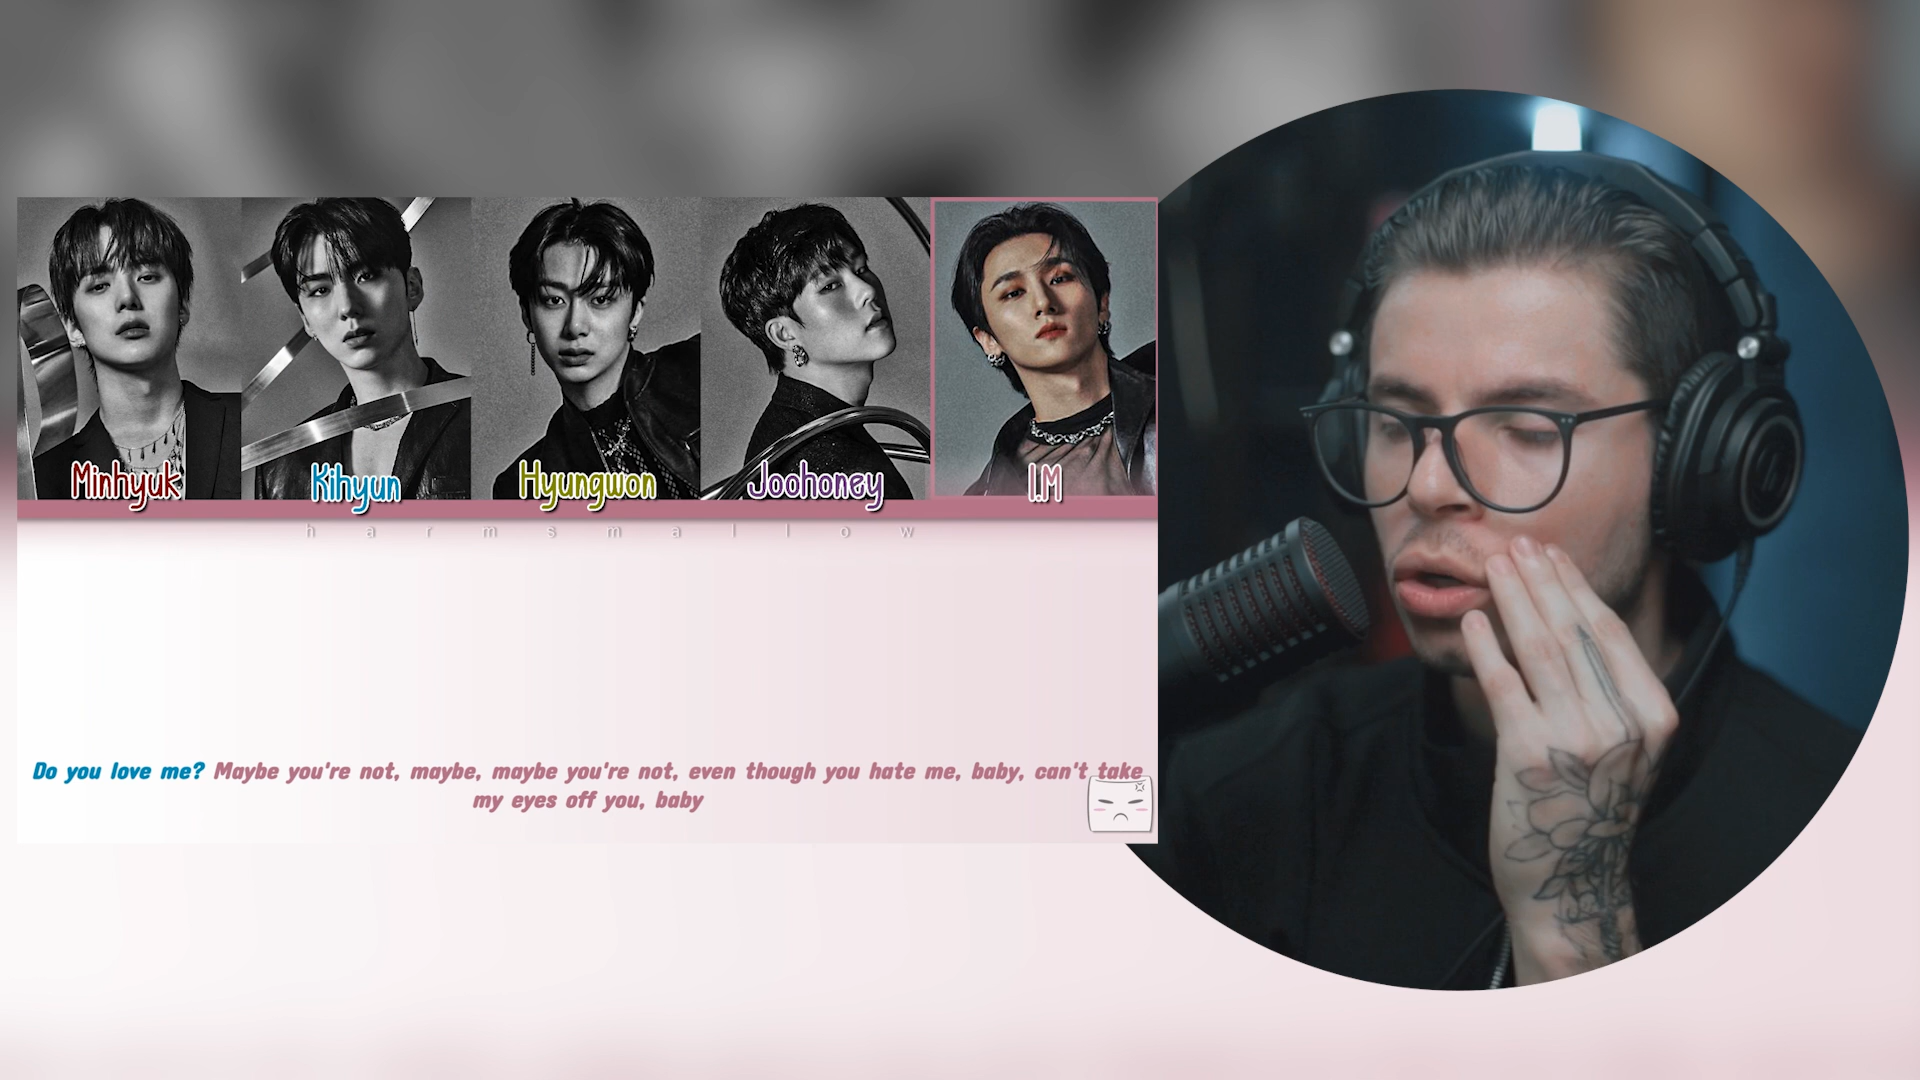 Minhyuk
Kihyun
Hyungwon
Joohoney
I.M
harmsmallow
Do you love me? Maybe you're not, maybe, maybe you're not, even though you hate me, baby, can't take
my eyes off you, baby